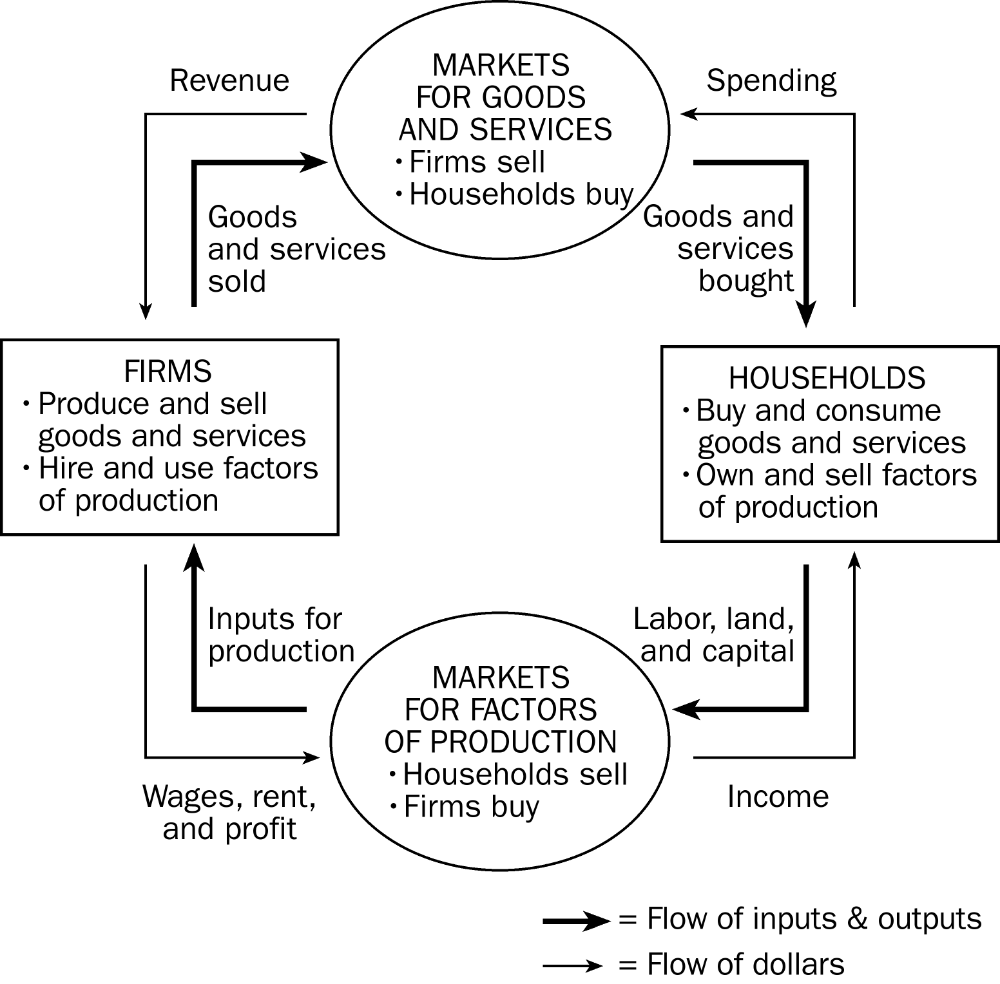 MARKETS
FOR GOODS
AND SERVICES
• Firms sell
• Households buy
Revenue
Spending
Goods
and services
sold
Goods and
services
bought
FIRMS
• Produce and sell
goods and services
• Hire and use factors
of production
HOUSEHOLDS
• Buy and consume
goods and services
• Own and sell factors
of production
Inputs for
production
Labor, land,
and capital
MARKETS
FOR FACTORS
OF PRODUCTION
• Households sell
• Firms buy
Wages, rent,
and profit
Income
= Flow of inputs & outputs
= Flow of dollars